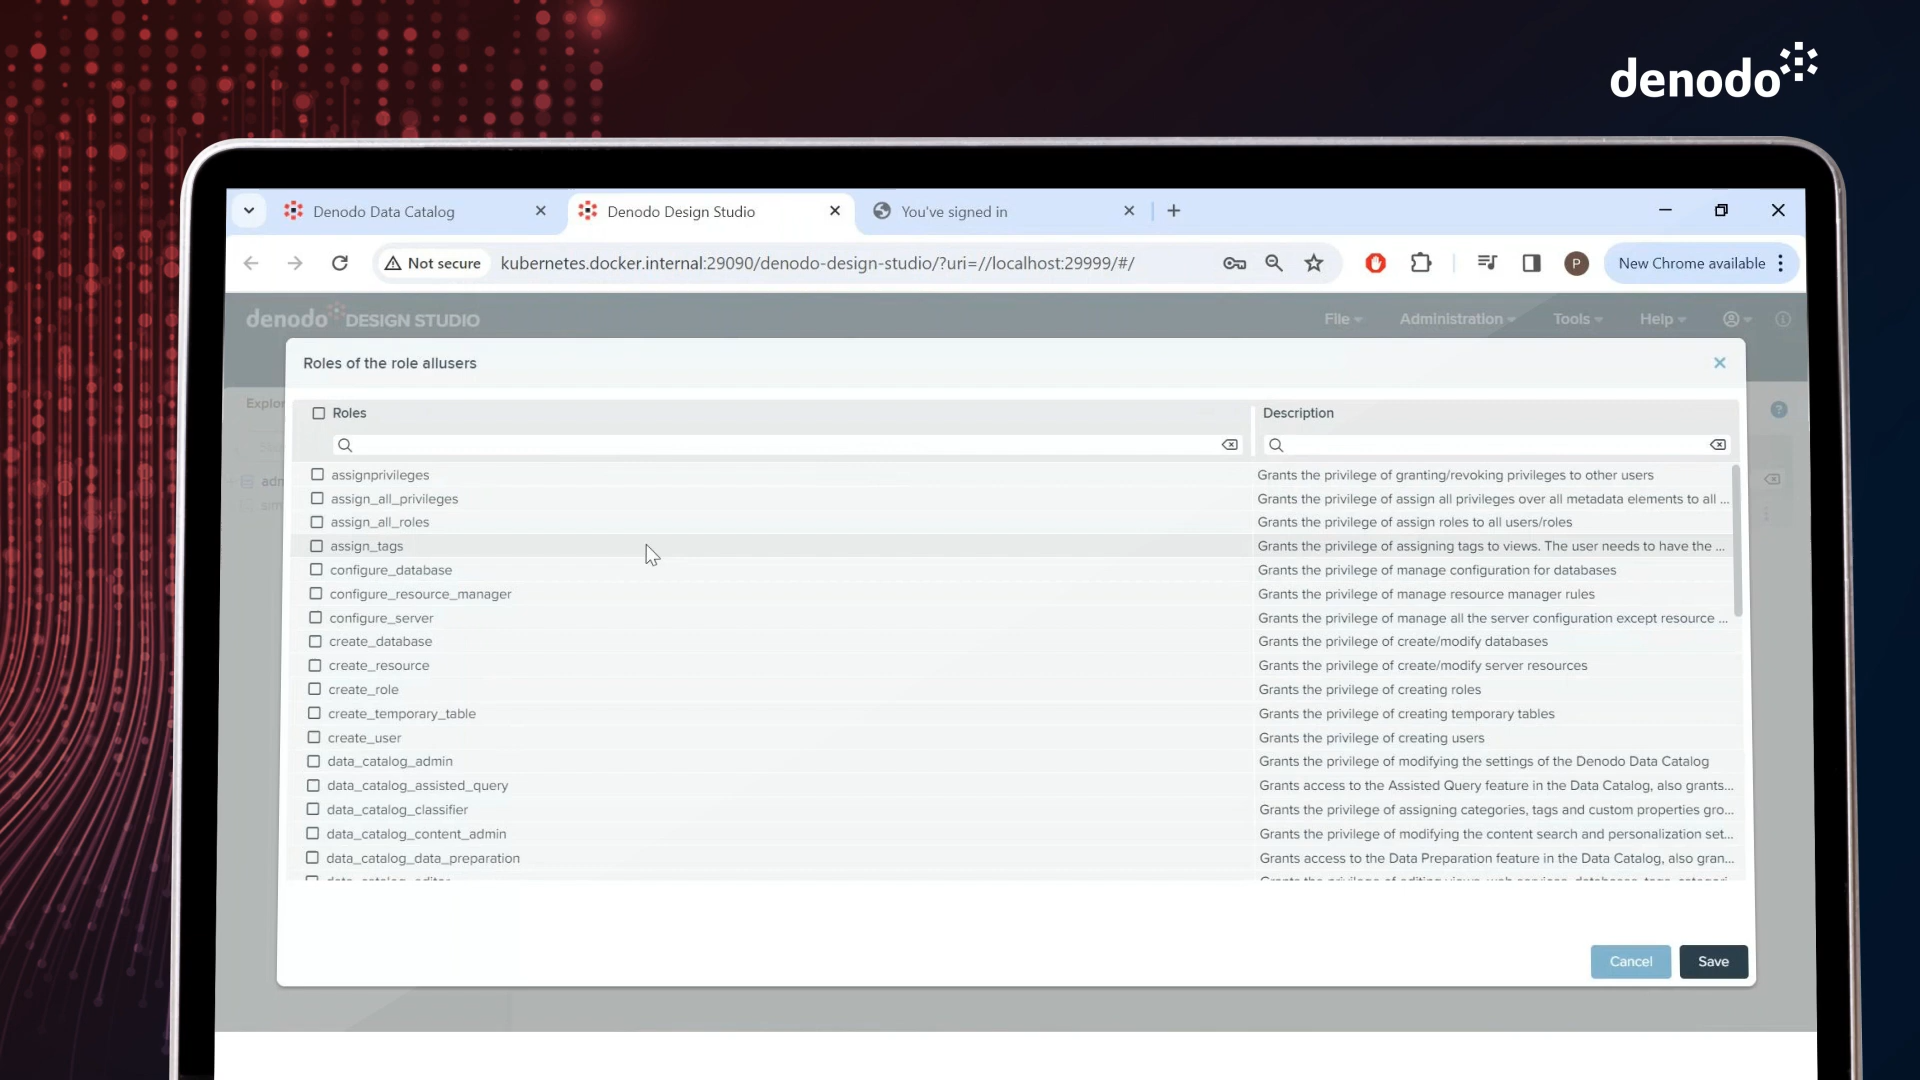 denodo
Denodo Data Catalog
Denodo Design Studio
You've signed in
Not secure
kubernetes.docker.internal:29090/denodo-design-studio/?uri=//localhost:29999/#/
P
New Chrome available
denodo DESIGN STUDIO
File
Administration
Tools
Help
Roles of the role allusers
Explor
adm
Roles
Description
assignprivileges
Grants the privilege of granting/revoking privileges to other users
assign_all_privileges
Grants the privilege of assign all privileges over all metadata elements to all ...
assign_all_roles
Grants the privilege of assign roles to all users/roles
assign_tags
Grants the privilege of assigning tags to views. The user needs to have the ...
configure_database
Grants the privilege of manage configuration for databases
configure_resource_manager
Grants the privilege of manage resource manager rules
configure_server
Grants the privilege of manage all the server configuration except resource ...
create_database
Grants the privilege of create/modify databases
create_resource
Grants the privilege of create/modify server resources
create_role
Grants the privilege of creating roles
create_temporary_table
Grants the privilege of creating temporary tables
create_user
Grants the privilege of creating users
data_catalog_admin
Grants the privilege of modifying the settings of the Denodo Data Catalog
data_catalog_assisted_query
Grants access to the Assisted Query feature in the Data Catalog, also grants...
data_catalog_classifier
Grants the privilege of assigning categories, tags and custom properties gro...
data_catalog_content_admin
Grants the privilege of modifying the content search and personalization set...
data_catalog_data_preparation
Grants access to the Data Preparation feature in the Data Catalog, also gran...
Cancel
Save